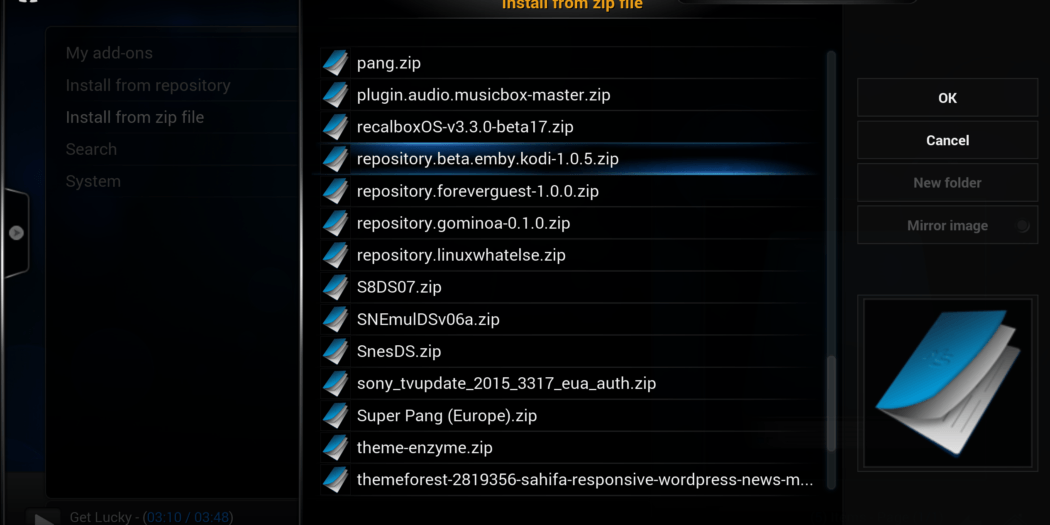 Install from zip file
My add-ons
Install from repository
Install from zip file
Search
System
pang.zip
plugin.audio.musicbox-master.zip
recalboxOS-v3.3.0-beta17.zip
repository.beta.emby.kodi-1.0.5.zip
repository.foreverguest-1.0.0.zip
repository.gominoa-0.1.0.zip
repository.linuxwhatelse.zip
S8DS07.zip
SNEmulDSv06a.zip
SnesDS.zip
sony_tvupdate_2015_3317_eua_auth.zip
Super Pang (Europe).zip
theme-enzyme.zip
themeforest-2819356-sahifa-responsive-wordpress-news-m...
OK
Cancel
New folder
Mirror image
Get Lucky - (03:10 / 03:48)